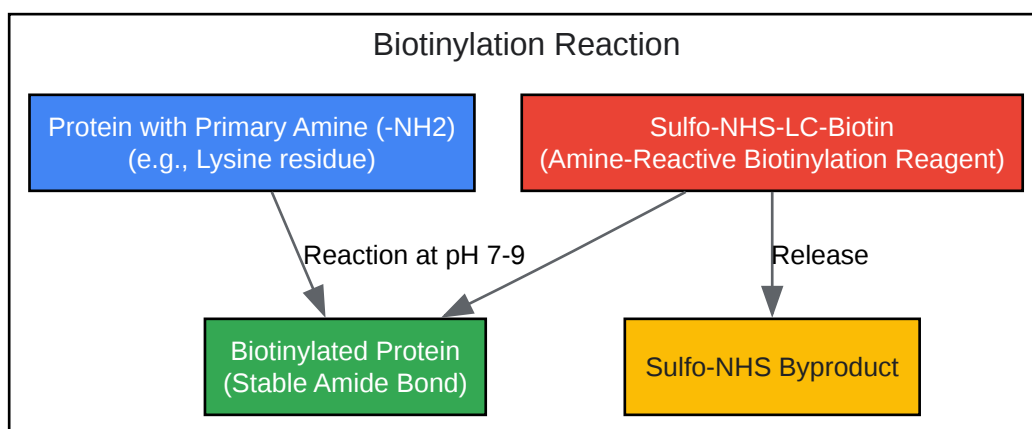 Biotinylation Reaction
Protein with Primary Amine (-NH2)
(e.g., Lysine residue)
Sulfo-NHS-LC-Biotin
(Amine-Reactive Biotinylation Reagent)
Reaction at pH 7-9
Release
Biotinylated Protein
(Stable Amide Bond)
Sulfo-NHS Byproduct